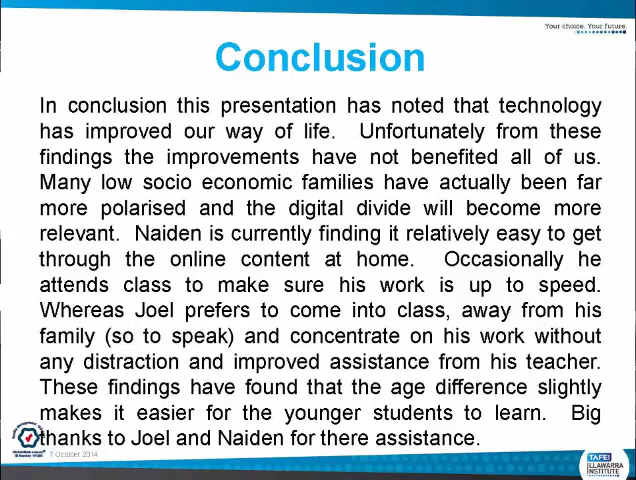 Your choice. Your future.
Conclusion
In conclusion this presentation has noted that technology
has improved our way of life. Unfortunately from these
findings the improvements have not benefited all of us.
Many low socio economic families have actually been far
more polarised and the digital divide will become more
relevant. Naiden is currently finding it relatively easy to get
through the online content at home. Occasionally he
attends class to make sure his work is up to speed.
Whereas Joel prefers to come into class, away from his
family (so to speak) and concentrate on his work without
any distraction and improved assistance from his teacher.
These findings have found that the age difference slightly
makes it easier for the younger students to learn. Big
thanks to Joel and Naiden for there assistance.
7 October 2014
TAFE
ILLAWARRA
INSTITUTE